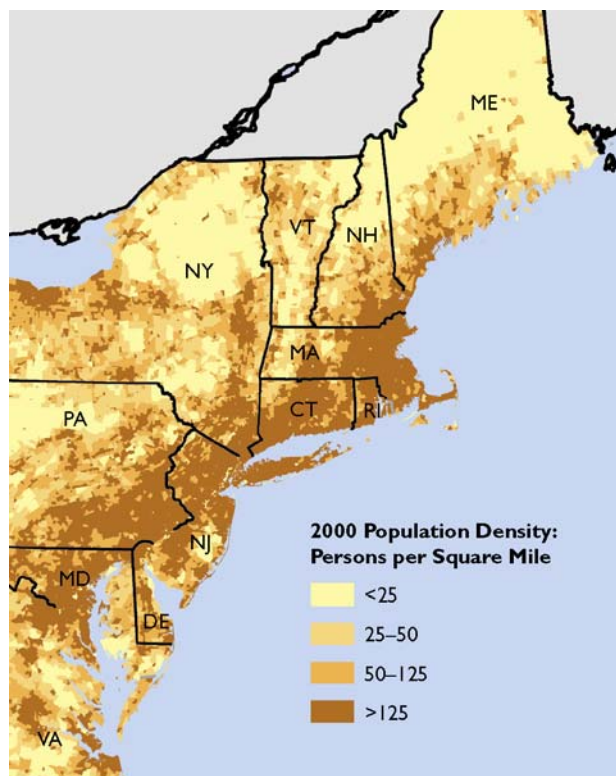 ME
VT
NH
NY
MA
CT
RI
PA
NJ
MD
DE
VA
2000 Population Density:
Persons per Square Mile
<25
25–50
50–125
>125